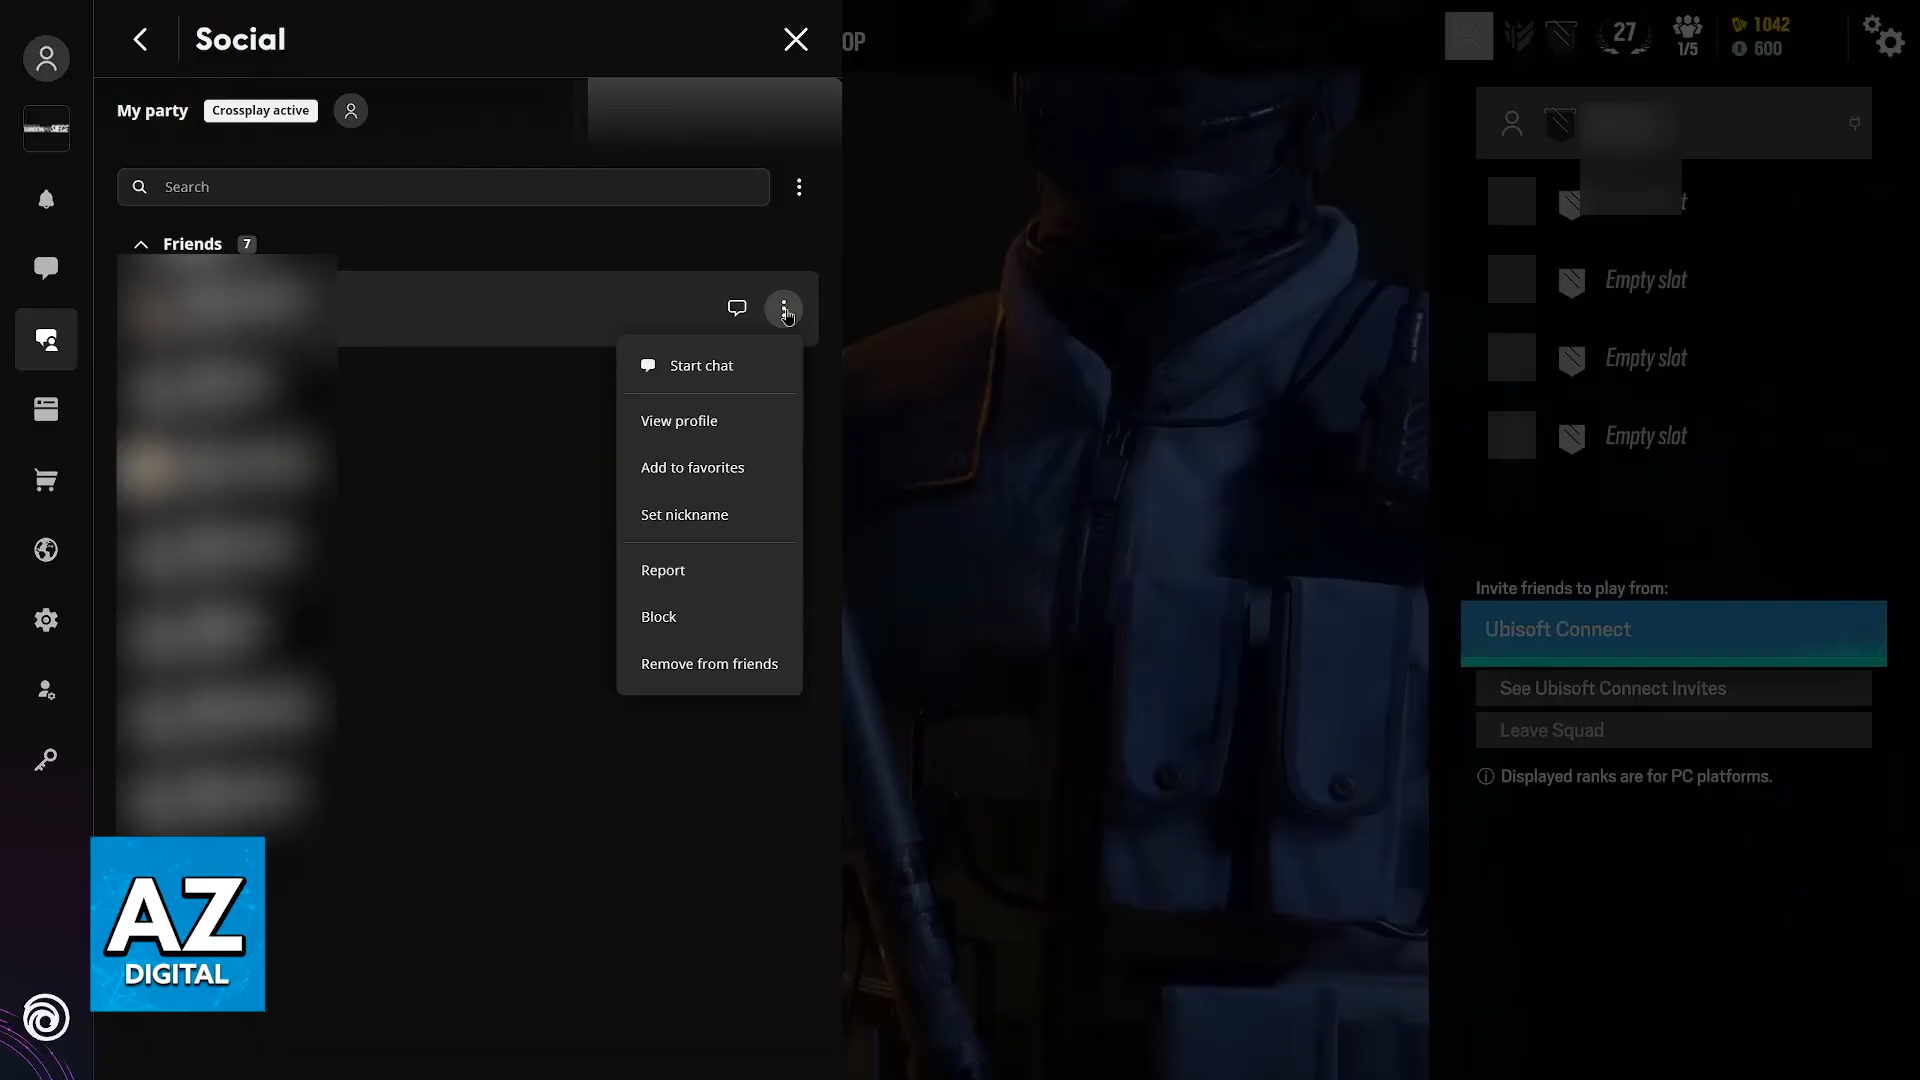 Social
My party
Crossplay active
Search
Friends 7
Start chat
View profile
Add to favorites
Set nickname
Report
Block
Remove from friends
AZ
DIGITAL
OP
27
1/5
1042
600
Empty slot
Empty slot
Empty slot
Invite friends to play from:
Ubisoft Connect
See Ubisoft Connect Invites
Leave Squad
Displayed ranks are for PC platforms.